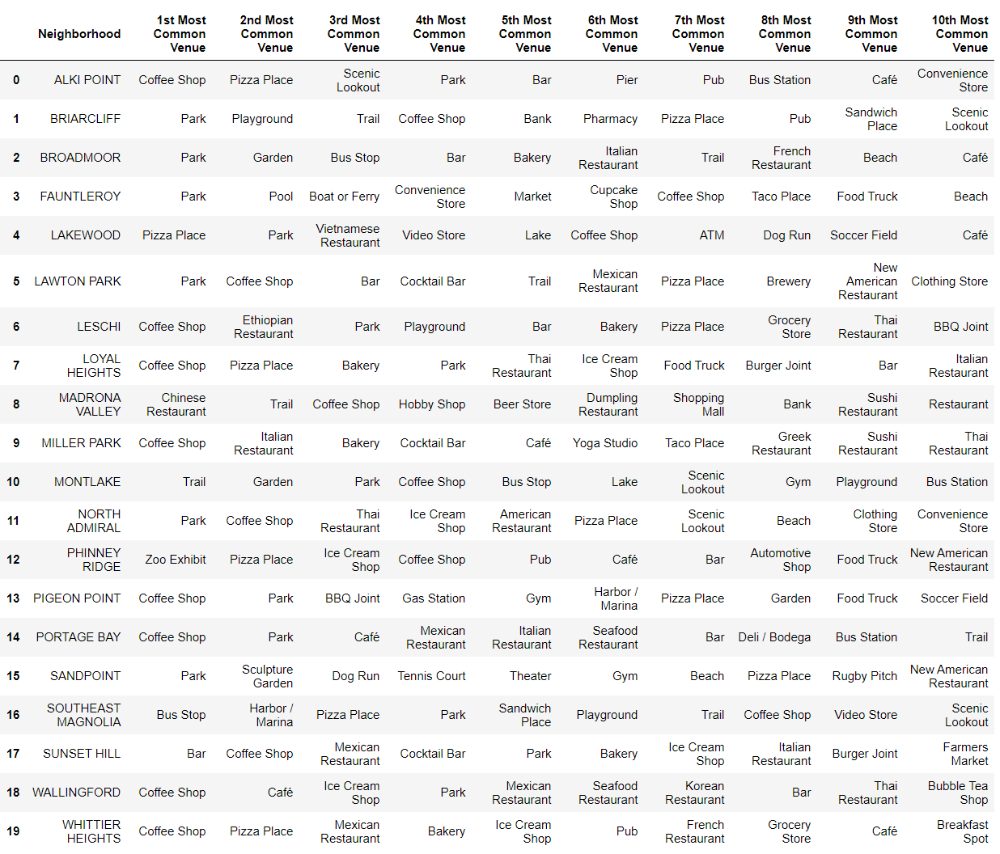 Neighborhood 1st Most Common Venue 2nd Most Common Venue 3rd Most Common Venue 4th Most Common Venue 5th Most Common Venue 6th Most Common Venue 7th Most Common Venue 8th Most Common Venue 9th Most Common Venue 10th Most Common Venue
0 ALKI POINT Coffee Shop Pizza Place Scenic Lookout Park Bar Pier Pub Bus Station Café Convenience Store
1 BRIARCLIFF Park Playground Trail Coffee Shop Bank Pharmacy Pizza Place Pub Sandwich Place Scenic Lookout
2 BROADMOOR Park Garden Bus Stop Bar Bakery Italian Restaurant Trail French Restaurant Beach Café
3 FAUNTLEROY Park Pool Boat or Ferry Convenience Store Market Cupcake Shop Coffee Shop Taco Place Food Truck Beach
4 LAKEWOOD Pizza Place Park Vietnamese Restaurant Video Store Lake Coffee Shop ATM Dog Run Soccer Field Café
5 LAWTON PARK Park Coffee Shop Bar Cocktail Bar Trail Mexican Restaurant Pizza Place Brewery New American Restaurant Clothing Store
6 LESCHI Coffee Shop Ethiopian Restaurant Park Playground Bar Bakery Pizza Place Grocery Store Thai Restaurant BBQ Joint
7 LOYAL HEIGHTS Coffee Shop Pizza Place Bakery Park Thai Restaurant Ice Cream Shop Food Truck Burger Joint Bar Italian Restaurant
8 MADRONA VALLEY Chinese Restaurant Trail Coffee Shop Hobby Shop Beer Store Dumpling Restaurant Shopping Mall Bank Sushi Restaurant Restaurant
9 MILLER PARK Coffee Shop Italian Restaurant Bakery Cocktail Bar Café Yoga Studio Taco Place Greek Restaurant Sushi Restaurant Thai Restaurant
10 MONTLAKE Trail Garden Park Coffee Shop Bus Stop Lake Scenic Lookout Gym Playground Bus Station
11 NORTH ADMIRAL Park Coffee Shop Thai Restaurant Ice Cream Shop American Restaurant Pizza Place Scenic Lookout Beach Clothing Store Convenience Store
12 PHINNEY RIDGE Zoo Exhibit Pizza Place Ice Cream Shop Coffee Shop Pub Café Bar Automotive Shop Food Truck New American Restaurant
13 PIGEON POINT Coffee Shop Park BBQ Joint Gas Station Gym Harbor / Marina Pizza Place Garden Food Truck Soccer Field
14 PORTAGE BAY Coffee Shop Park Café Mexican Restaurant Italian Restaurant Seafood Restaurant Bar Deli / Bodega Bus Station Trail
15 SANDPOINT Park Sculpture Garden Dog Run Tennis Court Theater Gym Beach Pizza Place Rugby Pitch New American Restaurant
16 SOUTHEAST MAGNOLIA Bus Stop Harbor / Marina Pizza Place Park Sandwich Place Playground Trail Coffee Shop Video Store Scenic Lookout
17 SUNSET HILL Bar Coffee Shop Mexican Restaurant Cocktail Bar Park Bakery Ice Cream Shop Italian Restaurant Burger Joint Farmers Market
18 WALLINGFORD Coffee Shop Café Ice Cream Shop Park Mexican Restaurant Seafood Restaurant Korean Restaurant Bar Thai Restaurant Bubble Tea Shop
19 WHITTIER HEIGHTS Coffee Shop Pizza Place Mexican Restaurant Bakery Ice Cream Shop Pub French Restaurant Grocery Store Café Breakfast Spot